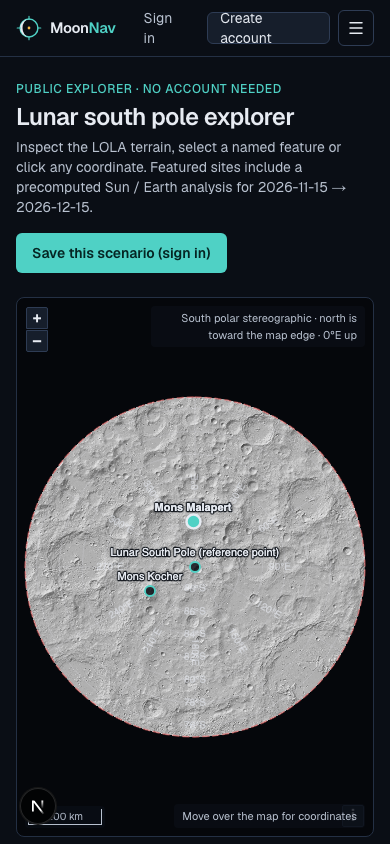 MoonNav
Sign
in
Create
account
PUBLIC EXPLORER · NO ACCOUNT NEEDED
Lunar south pole explorer
Inspect the LOLA terrain, select a named feature or
click any coordinate. Featured sites include a
precomputed Sun / Earth analysis for 2026-11-15 →
2026-12-15.
Save this scenario (sign in)
+
−
South polar stereographic · north is
toward the map edge · 0°E up
Mons Malapert
Lunar South Pole (reference point)
Mons Kocher
N
00 km
Move over the map for coordinates